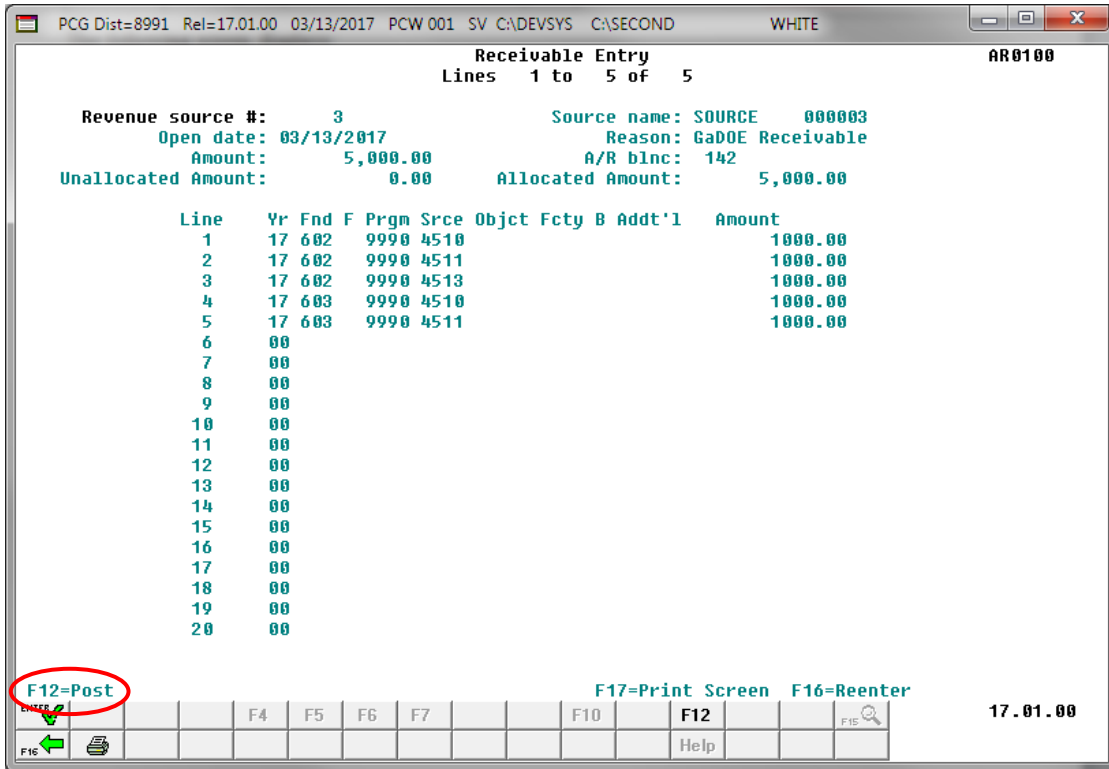 PCG Dist=8991 Rel=17.01.00 03/13/2017 PCW 001 SV C:\DEVSYS C:\SECOND WHITE
Receivable Entry AR0100
Lines 1 to 5 of 5
Revenue source #: 3 Source name: SOURCE 000003
Open date: 03/13/2017 Reason: GaDOE Receivable
Amount: 5,000.00 A/R blnc: 142
Unallocated Amount: 0.00 Allocated Amount: 5,000.00
Line Yr Fnd F Prgm Srce Objct Fcty B Addt'l Amount
1 17 602 9990 4510 1000.00
2 17 602 9990 4511 1000.00
3 17 602 9990 4513 1000.00
4 17 603 9990 4510 1000.00
5 17 603 9990 4511 1000.00
6 00
7 00
8 00
9 00
10 00
11 00
12 00
13 00
14 00
15 00
16 00
17 00
18 00
19 00
20 00
F12=Post F17=Print Screen F16=Reenter
ENTER F4 F5 F6 F7 F10 F12 F15 17.01.00
F16 Help